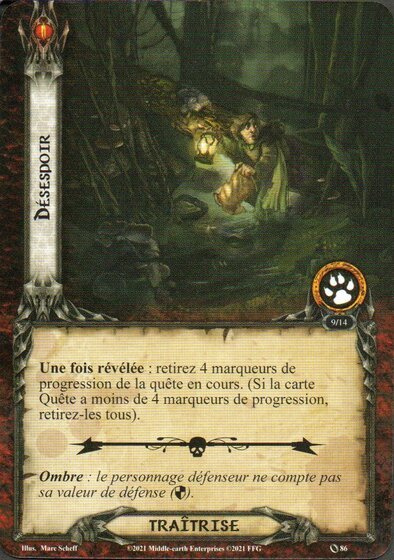 DÉSESPOIR
9/14
Une fois révélée : retirez 4 marqueurs de
progression de la quête en cours. (Si la carte
Quête a moins de 4 marqueurs de progression,
retirez-les tous).
Ombre : le personnage défenseur ne compte pas
sa valeur de défense ( ).
TRAÎTRISE
Illus. Marc Scheff
©2021 Middle-earth Enterprises ©2021 FFG
86